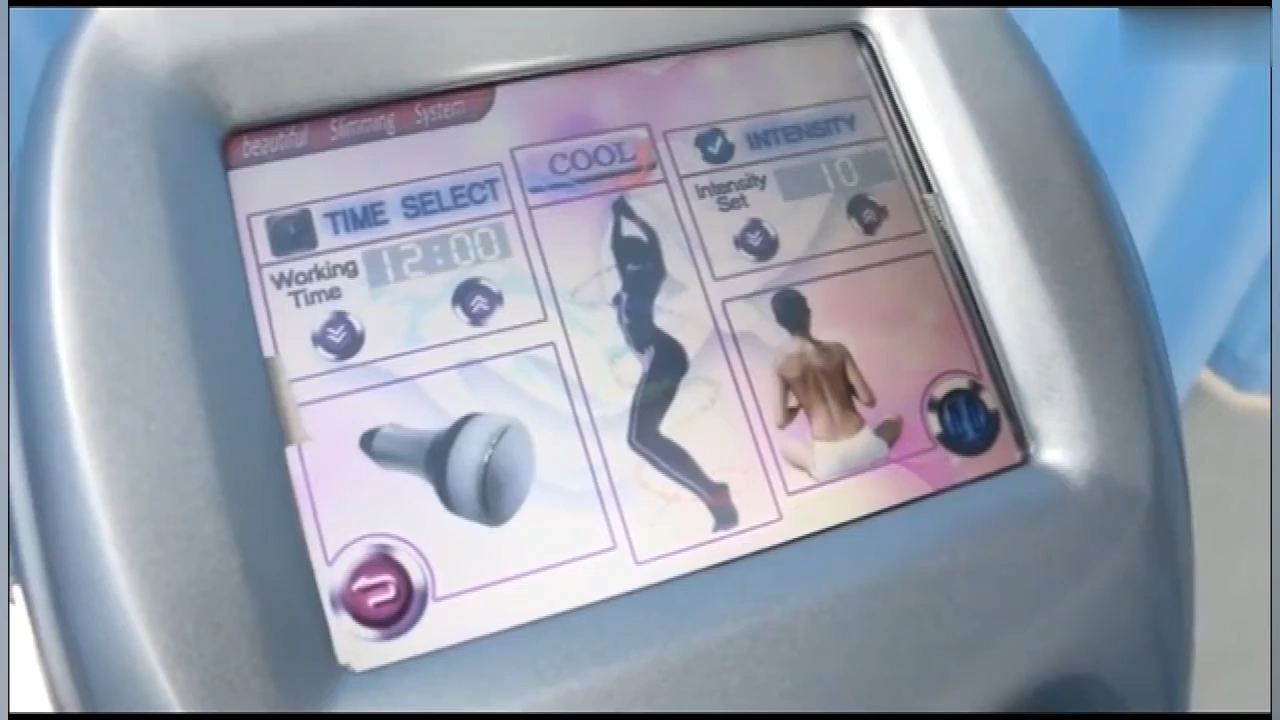 beautiful Slimming System
TIME SELECT
Working
Time
12:00
COOL
INTENSITY
Intensity
Set
10